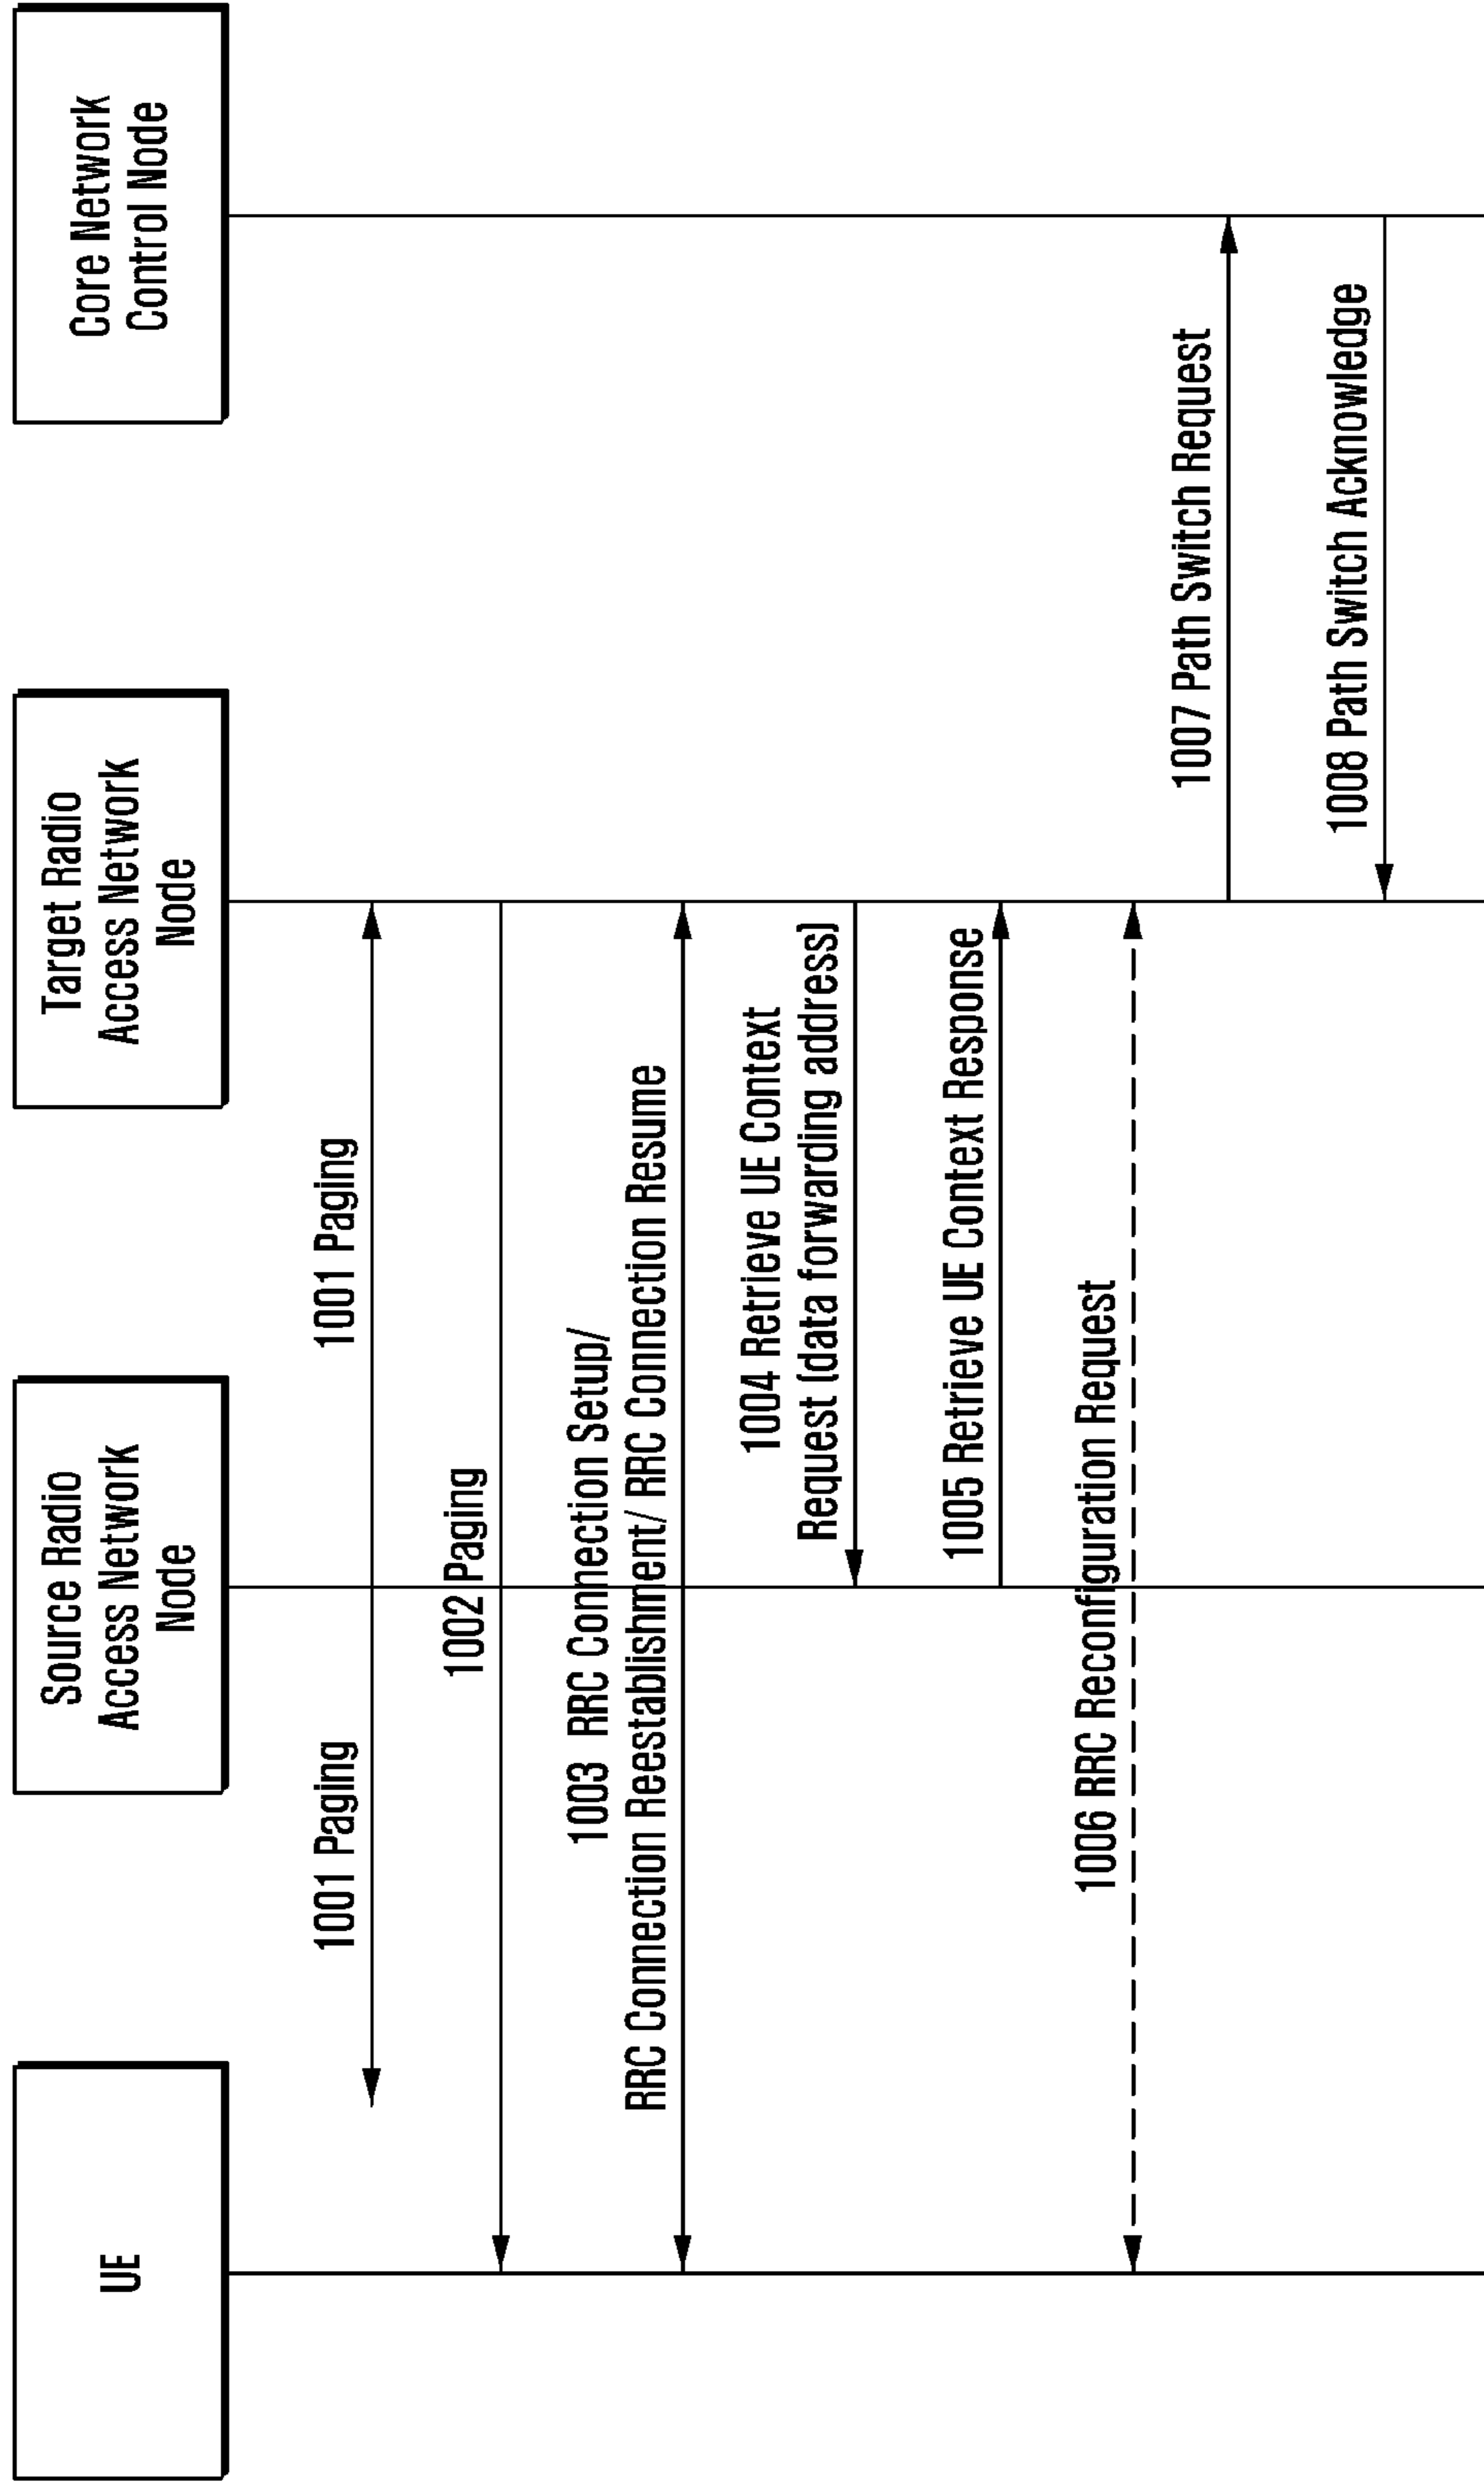 UE
Source Radio
Access Network
Node
Target Radio
Access Network
Node
Core Network
Control Node
1001 Paging
1001 Paging
1002 Paging
1003 RRC Connection Setup/
RRC Connection Reestablishment/ RRC Connection Resume
1004 Retrieve UE Context
Request (data forwarding address)
1005 Retrieve UE Context Response
1006 RRC Reconfiguration Request
1007 Path Switch Request
1008 Path Switch Acknowledge